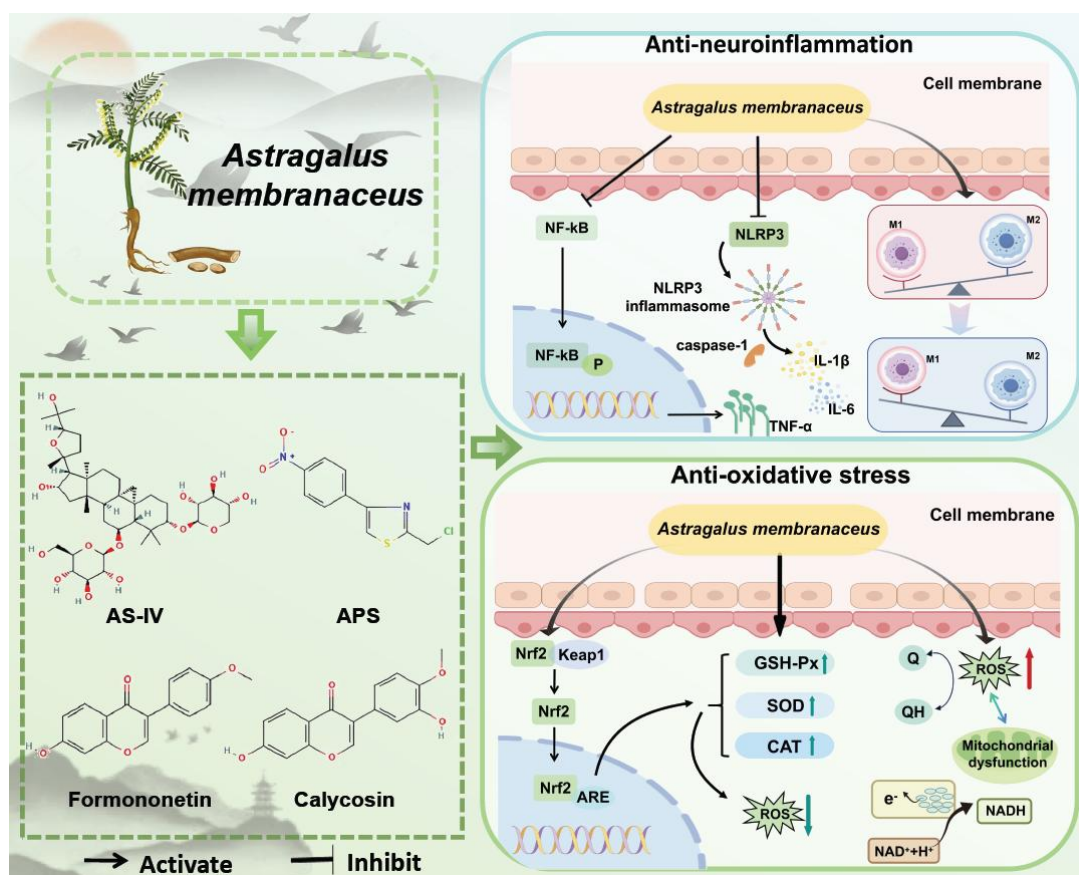 Astragalus
membranaceus
H
O
H
O
H
O
H
H
O
O
H
O
H
O
O
O
H
H
O
O
O
H
H
O
O
H
AS-IV
O-
N+
O
N
S
Cl
APS
O
O
H
O
O
Formononetin
O
O
O
H
H
O
O
Calycosin
Activate
Inhibit
Anti-neuroinflammation
Cell membrane
Astragalus membranaceus
NF-kB
NLRP3
NLRP3
inflammasome
caspase-1
IL-1β
IL-6
TNF-α
NF-kB
P
M1
M2
M1
M2
Anti-oxidative stress
Cell membrane
Astragalus membranaceus
Nrf2
Keap1
Nrf2
Nrf2
ARE
GSH-Px
SOD
CAT
ROS
Q
QH
ROS
Mitochondrial
dysfunction
e-
NADH
NAD++H+